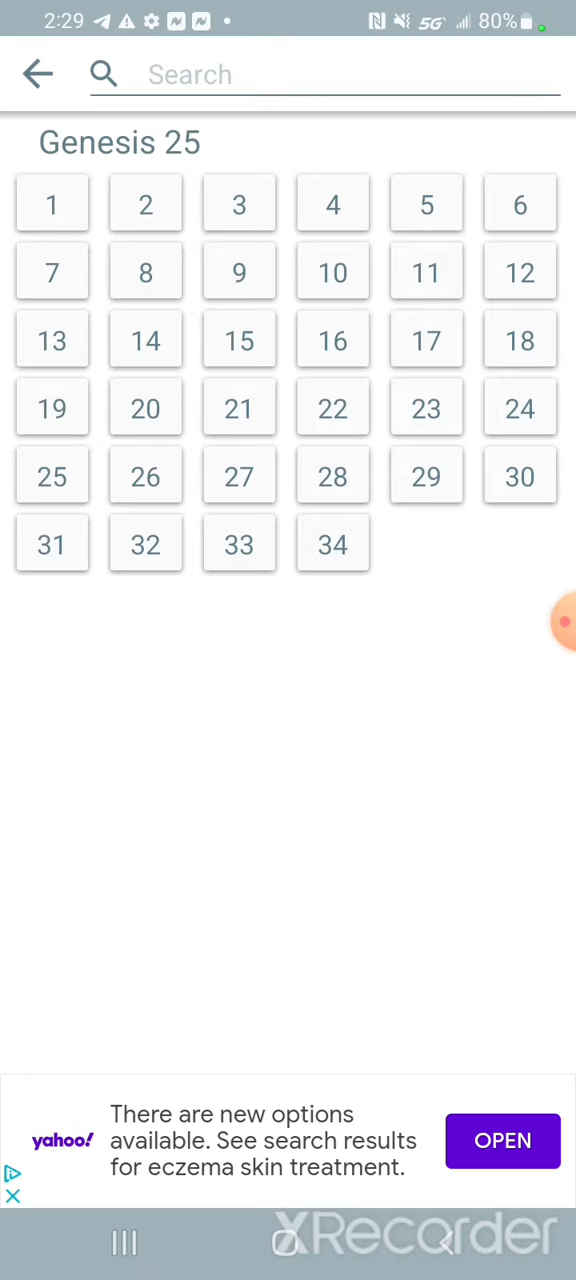 2:29 5G 80%
Search
Genesis 25
1 2 3 4 5 6
7 8 9 10 11 12
13 14 15 16 17 18
19 20 21 22 23 24
25 26 27 28 29 30
31 32 33 34
yahoo!
There are new options
available. See search results
for eczema skin treatment.
OPEN
XRecorder